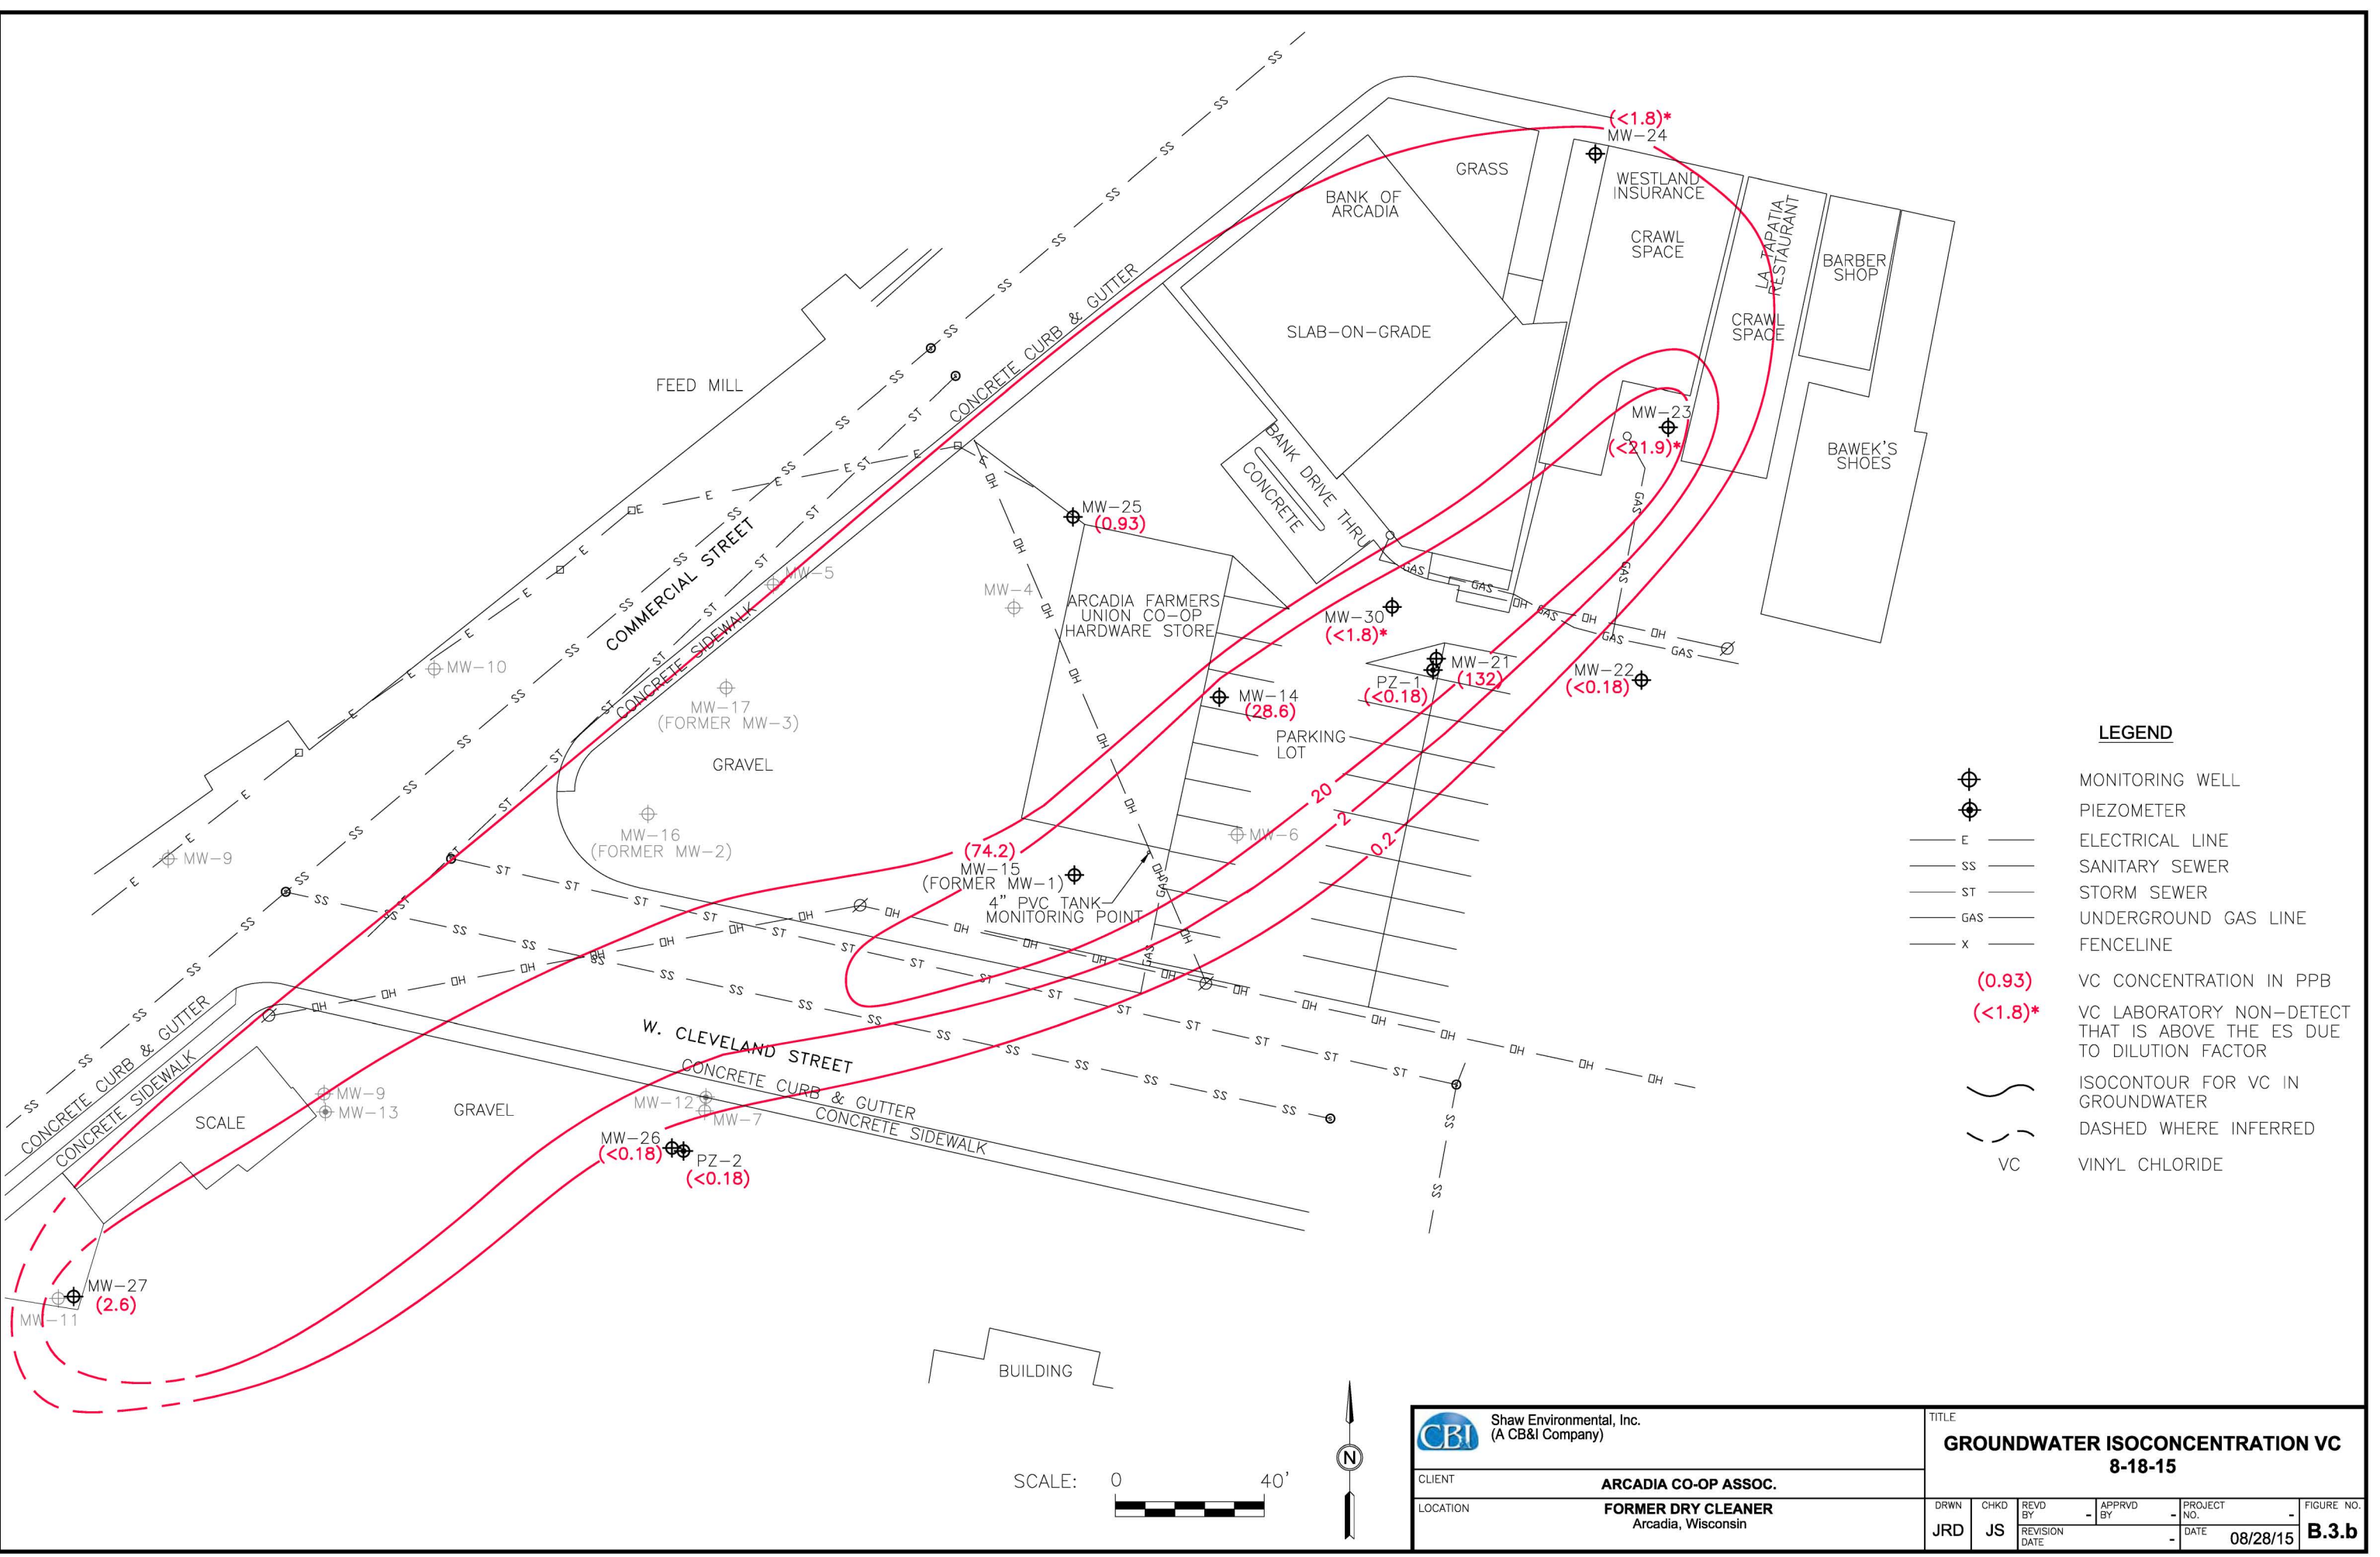 (<1.8)*
MW-24
GRASS
WESTLAND
INSURANCE
BANK OF
ARCADIA
LA TAPATIA
RESTAURANT
CRAWL
SPACE
BARBER
SHOP
CONCRETE CURB & GUTTER
SLAB-ON-GRADE
CRAWL
SPACE
FEED MILL
MW-23
(<21.9)*
BAWEK'S
SHOES
BANK DRIVE THRU
CONCRETE
MW-25
(0.93)
COMMERCIAL STREET
MW-5
MW-4
ARCADIA FARMERS
UNION CO-OP
HARDWARE STORE
MW-30
(<1.8)*
CONCRETE SIDEWALK
MW-10
MW-21
(132)
PZ-1
(<0.18)
MW-22
(<0.18)
MW-14
(28.6)
MW-17
(FORMER MW-3)
PARKING
LOT
GRAVEL
20
2
0.2
MW-16
(FORMER MW-2)
MW-6
MW-9
(74.2)
MW-15
(FORMER MW-1)
4" PVC TANK
MONITORING POINT
E
SS
ST
OH
GAS
CONCRETE CURB & GUTTER
CONCRETE SIDEWALK
W. CLEVELAND STREET
CONCRETE CURB & GUTTER
CONCRETE SIDEWALK
SCALE
MW-9
MW-13
GRAVEL
MW-12
MW-7
MW-26
(<0.18)
PZ-2
(<0.18)
MW-27
(2.6)
MW-11
BUILDING
LEGEND
MONITORING WELL
PIEZOMETER
E ELECTRICAL LINE
SS SANITARY SEWER
ST STORM SEWER
GAS UNDERGROUND GAS LINE
X FENCELINE
(0.93) VC CONCENTRATION IN PPB
(<1.8)* VC LABORATORY NON-DETECT
THAT IS ABOVE THE ES DUE
TO DILUTION FACTOR
ISOCONTOUR FOR VC IN
GROUNDWATER
DASHED WHERE INFERRED
VC VINYL CHLORIDE
SCALE: 0 40'
N
CB&I
Shaw Environmental, Inc.
(A CB&I Company)
CLIENT
ARCADIA CO-OP ASSOC.
LOCATION
FORMER DRY CLEANER
Arcadia, Wisconsin
TITLE
GROUNDWATER ISOCONCENTRATION VC
8-18-15
DRWN
JRD
CHKD
JS
REVD
BY -
REVISION
DATE -
APPRVD
BY -
PROJECT
NO. -
DATE 08/28/15
FIGURE NO.
B.3.b